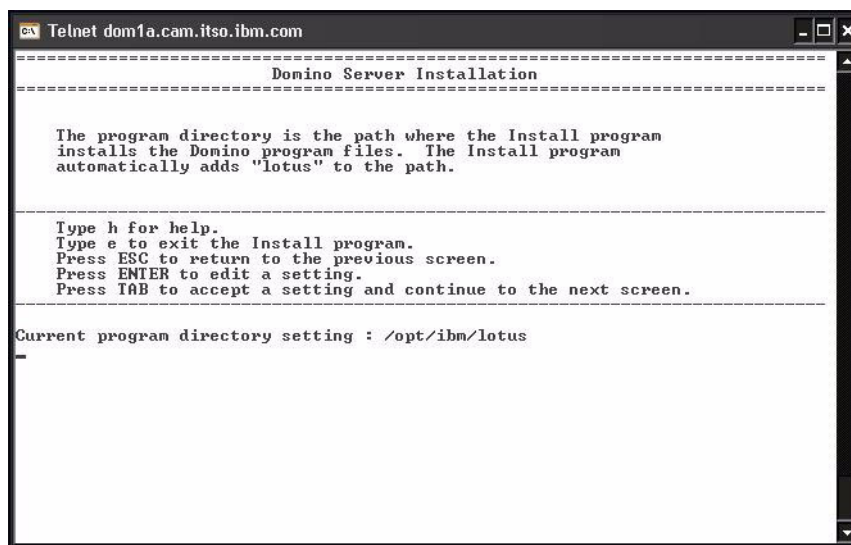 Telnet dom1a.cam.itso.ibm.com
Domino Server Installation
The program directory is the path where the Install program
installs the Domino program files. The Install program
automatically adds "lotus" to the path.
Type h for help.
Type e to exit the Install program.
Press ESC to return to the previous screen.
Press ENTER to edit a setting.
Press TAB to accept a setting and continue to the next screen.
Current program directory setting : /opt/ibm/lotus